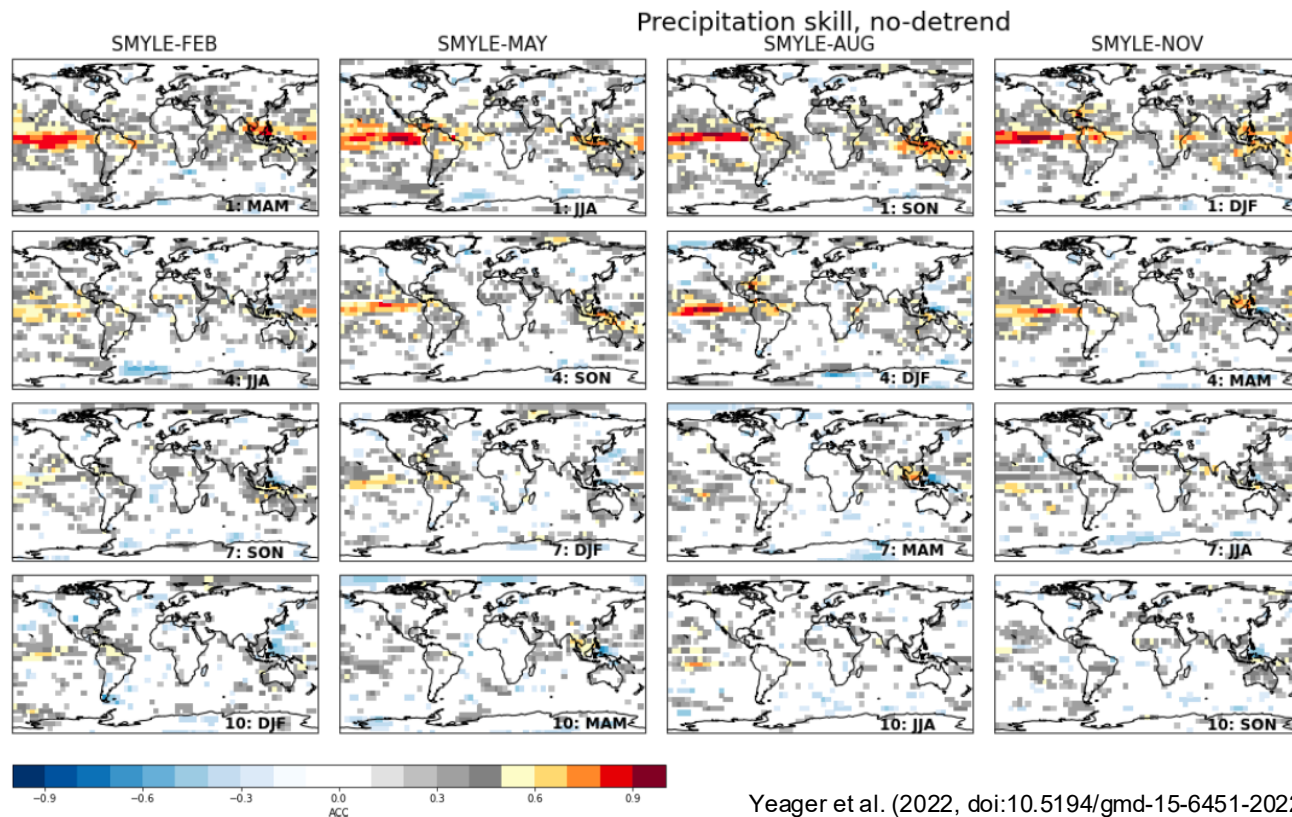 Precipitation skill, no-detrend
SMYLE-FEB SMYLE-MAY SMYLE-AUG SMYLE-NOV
1: MAM 1: JJA 1: SON 1: DJF
4: JJA 4: SON 4: DJF 4: MAM
7: SON 7: DJF 7: MAM 7: JJA
10: DJF 10: MAM 10: JJA 10: SON
−0.9 −0.6 −0.3 0.0 0.3 0.6 0.9
ACC
Yeager et al. (2022, doi:10.5194/gmd-15-6451-2022